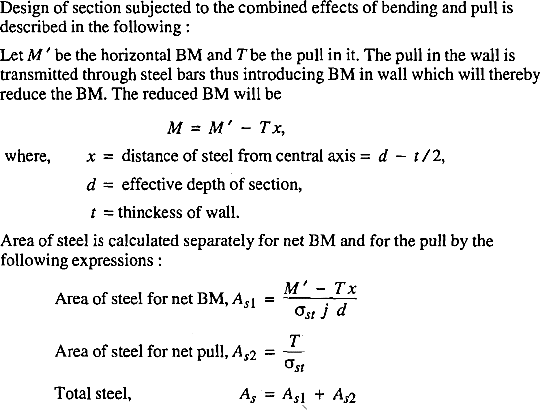 Design of section subjected to the combined effects of bending and pull is
described in the following :
Let M ′ be the horizontal BM and T be the pull in it. The pull in the wall is
transmitted through steel bars thus introducing BM in wall which will thereby
reduce the BM. The reduced BM will be
M = M ′ − Tx,
where, x = distance of steel from central axis = d − t/2,
d = effective depth of section,
t = thinckess of wall.
Area of steel is calculated separately for net BM and for the pull by the
following expressions :
Area of steel for net BM, A_{s1} = \frac{M ′ − Tx}{σ_{st} j d}
Area of steel for net pull, A_{s2} = \frac{T}{σ_{st}}
Total steel, A_s = A_{s1} + A_{s2}